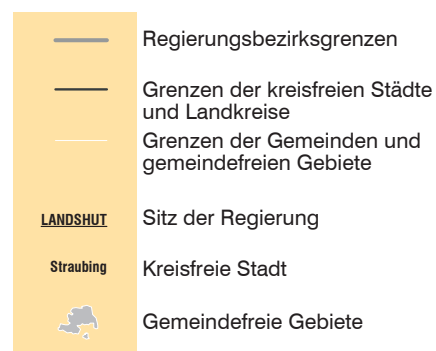 Regierungsbezirksgrenzen
Grenzen der kreisfreien Städte
und Landkreise
Grenzen der Gemeinden und
gemeindefreien Gebiete
LANDSHUT Sitz der Regierung
Straubing Kreisfreie Stadt
Gemeindefreie Gebiete